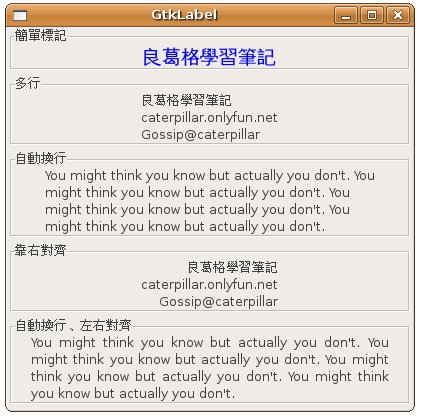 GtkLabel
簡單標記
良葛格學習筆記
多行
良葛格學習筆記
caterpillar.onlyfun.net
Gossip@caterpillar
自動換行
You might think you know but actually you don't. You
might think you know but actually you don't. You
might think you know but actually you don't. You
might think you know but actually you don't.
靠右對齊
良葛格學習筆記
caterpillar.onlyfun.net
Gossip@caterpillar
自動換行、左右對齊
You might think you know but actually you don't. You
might think you know but actually you don't. You might
think you know but actually you don't. You might think
you know but actually you don't.